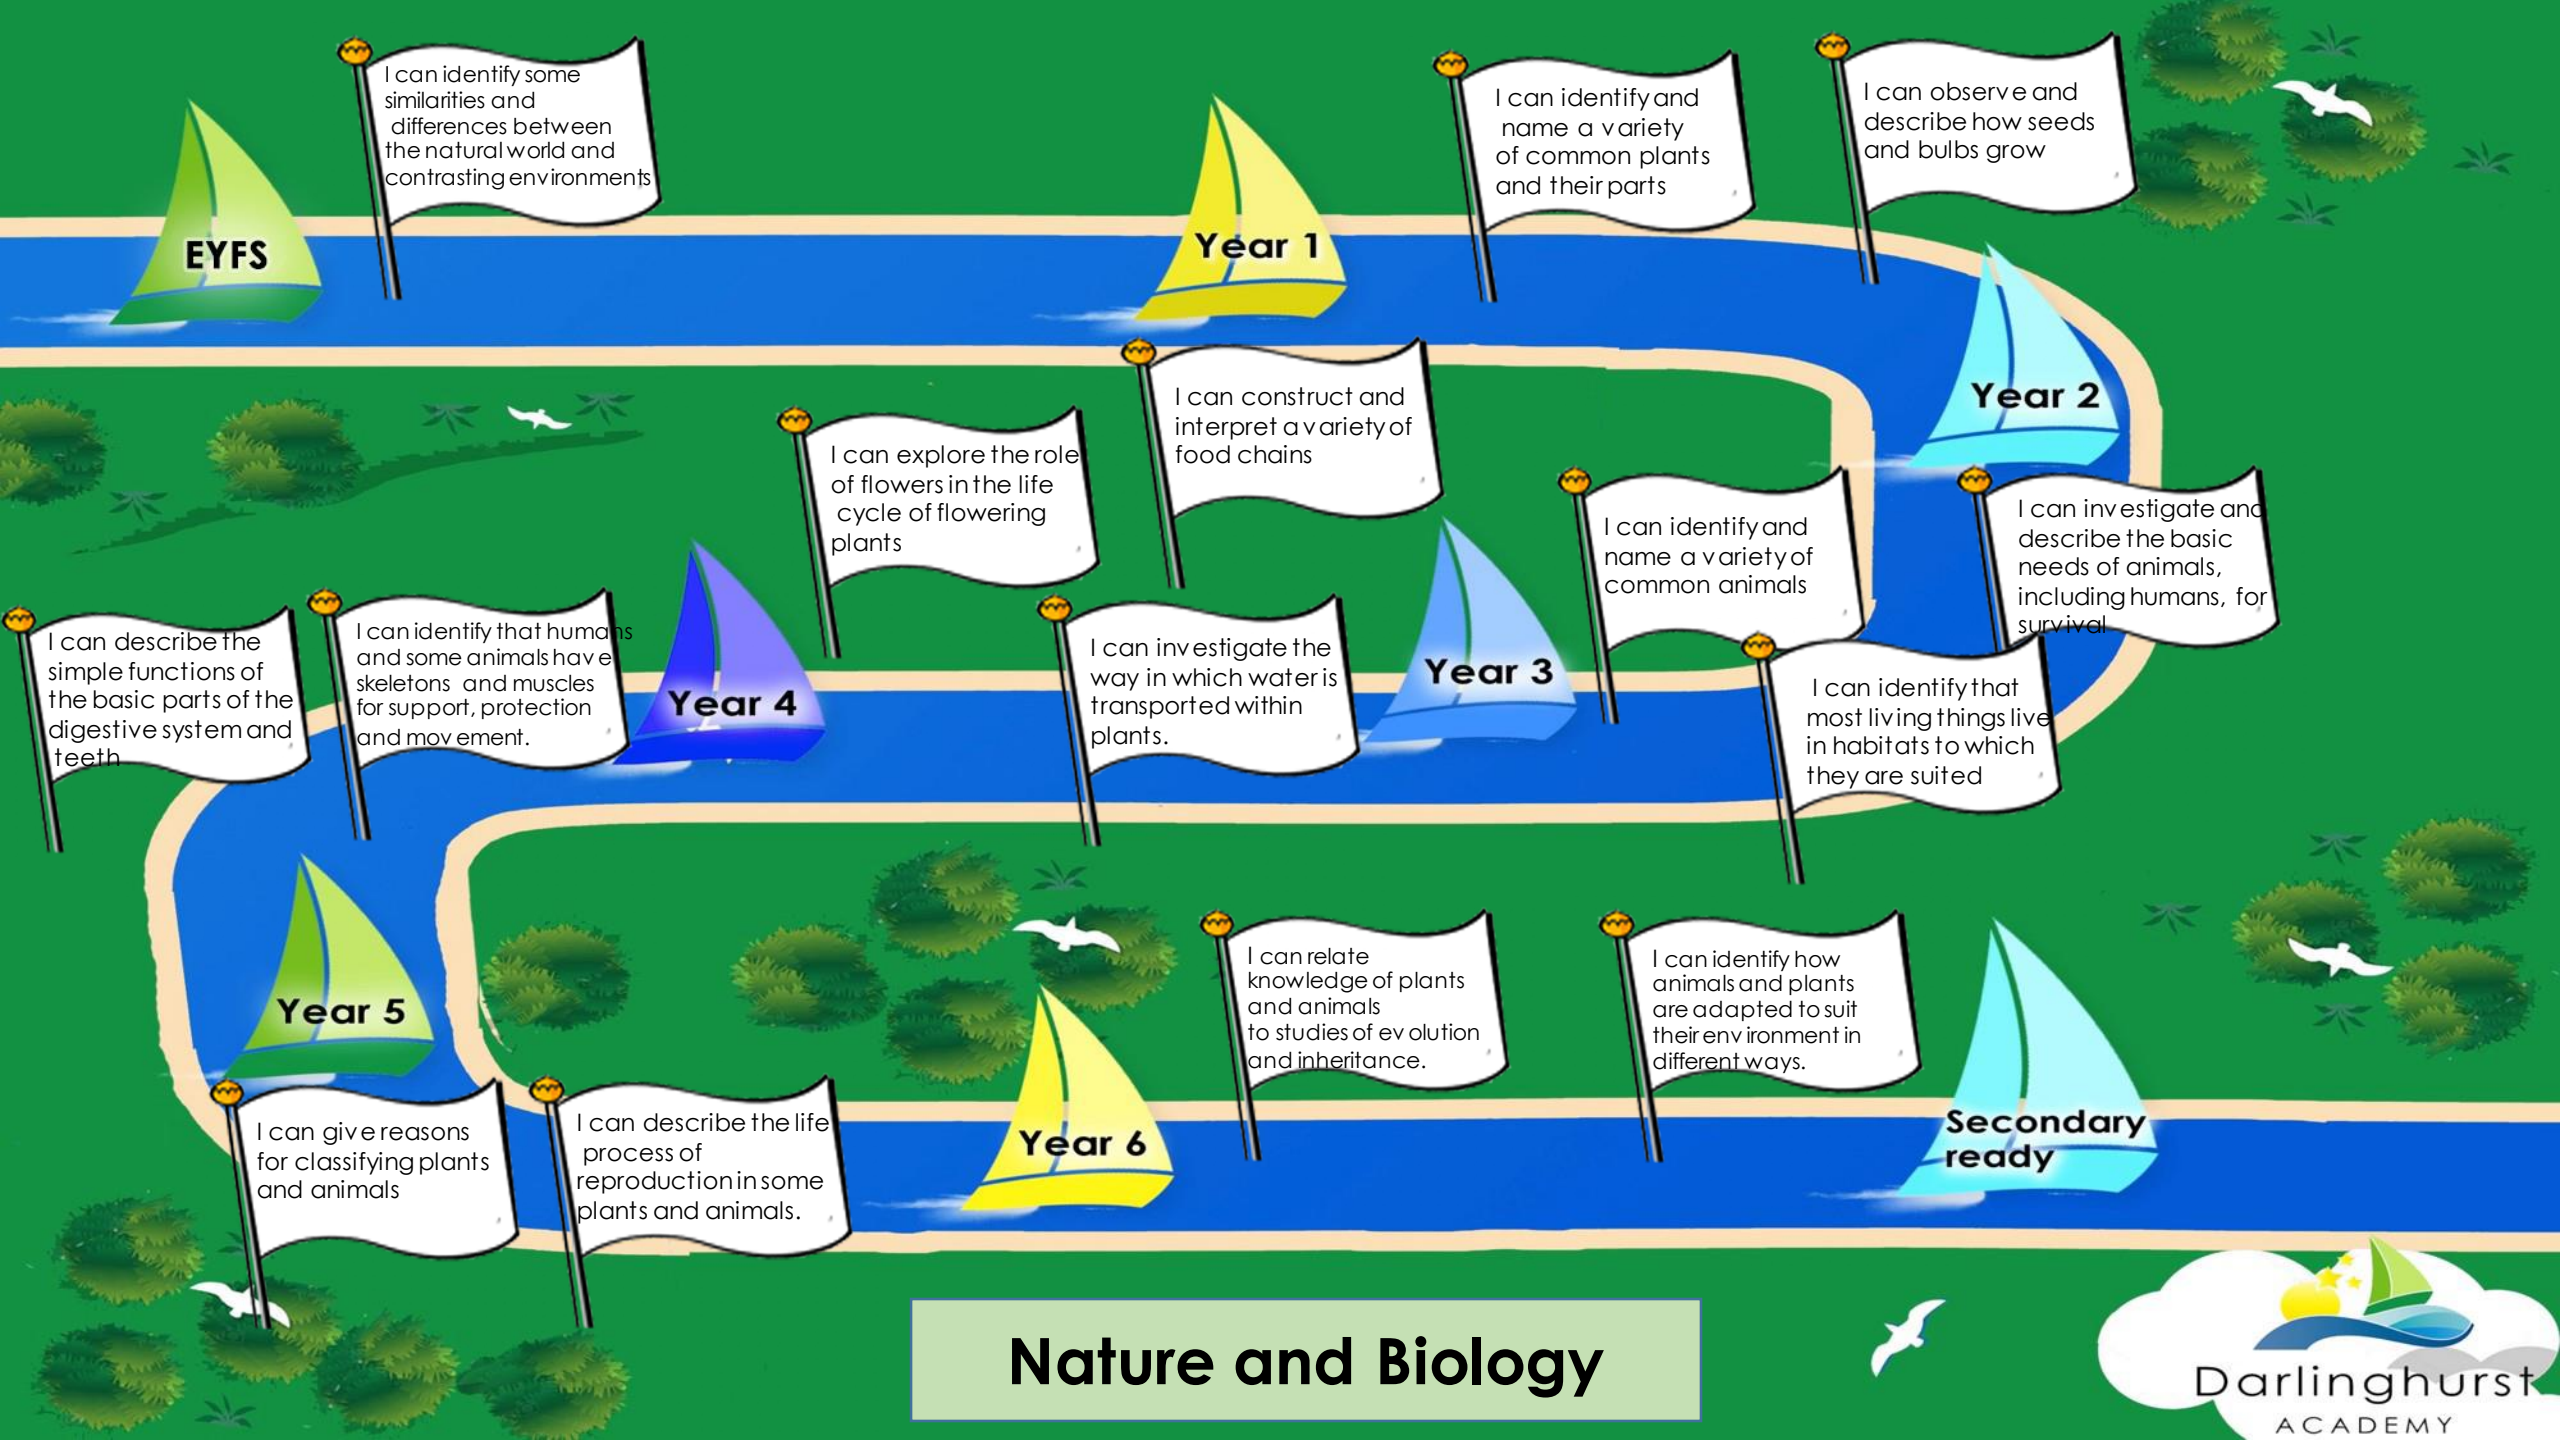 EYFS
I can identify some
similarities and
differences between
the natural world and
contrasting environments
Year 1
I can identify and
name a variety
of common plants
and their parts
I can observe and
describe how seeds
and bulbs grow
Year 2
I can investigate and
describe the basic
needs of animals,
including humans, for
survival
I can identify that
most living things live
in habitats to which
they are suited
I can identify and
name a variety of
common animals
Year 3
I can construct and
interpret a variety of
food chains
I can investigate the
way in which water is
transported within
plants.
I can explore the role
of flowers in the life
cycle of flowering
plants
Year 4
I can identify that humans
and some animals have
skeletons and muscles
for support, protection
and movement.
I can describe the
simple functions of
the basic parts of the
digestive system and
teeth
Year 5
I can give reasons
for classifying plants
and animals
I can describe the life
process of
reproduction in some
plants and animals.
Year 6
I can relate
knowledge of plants
and animals
to studies of evolution
and inheritance.
I can identify how
animals and plants
are adapted to suit
their environment in
different ways.
Secondary
ready
Nature and Biology
Darlinghurst
ACADEMY